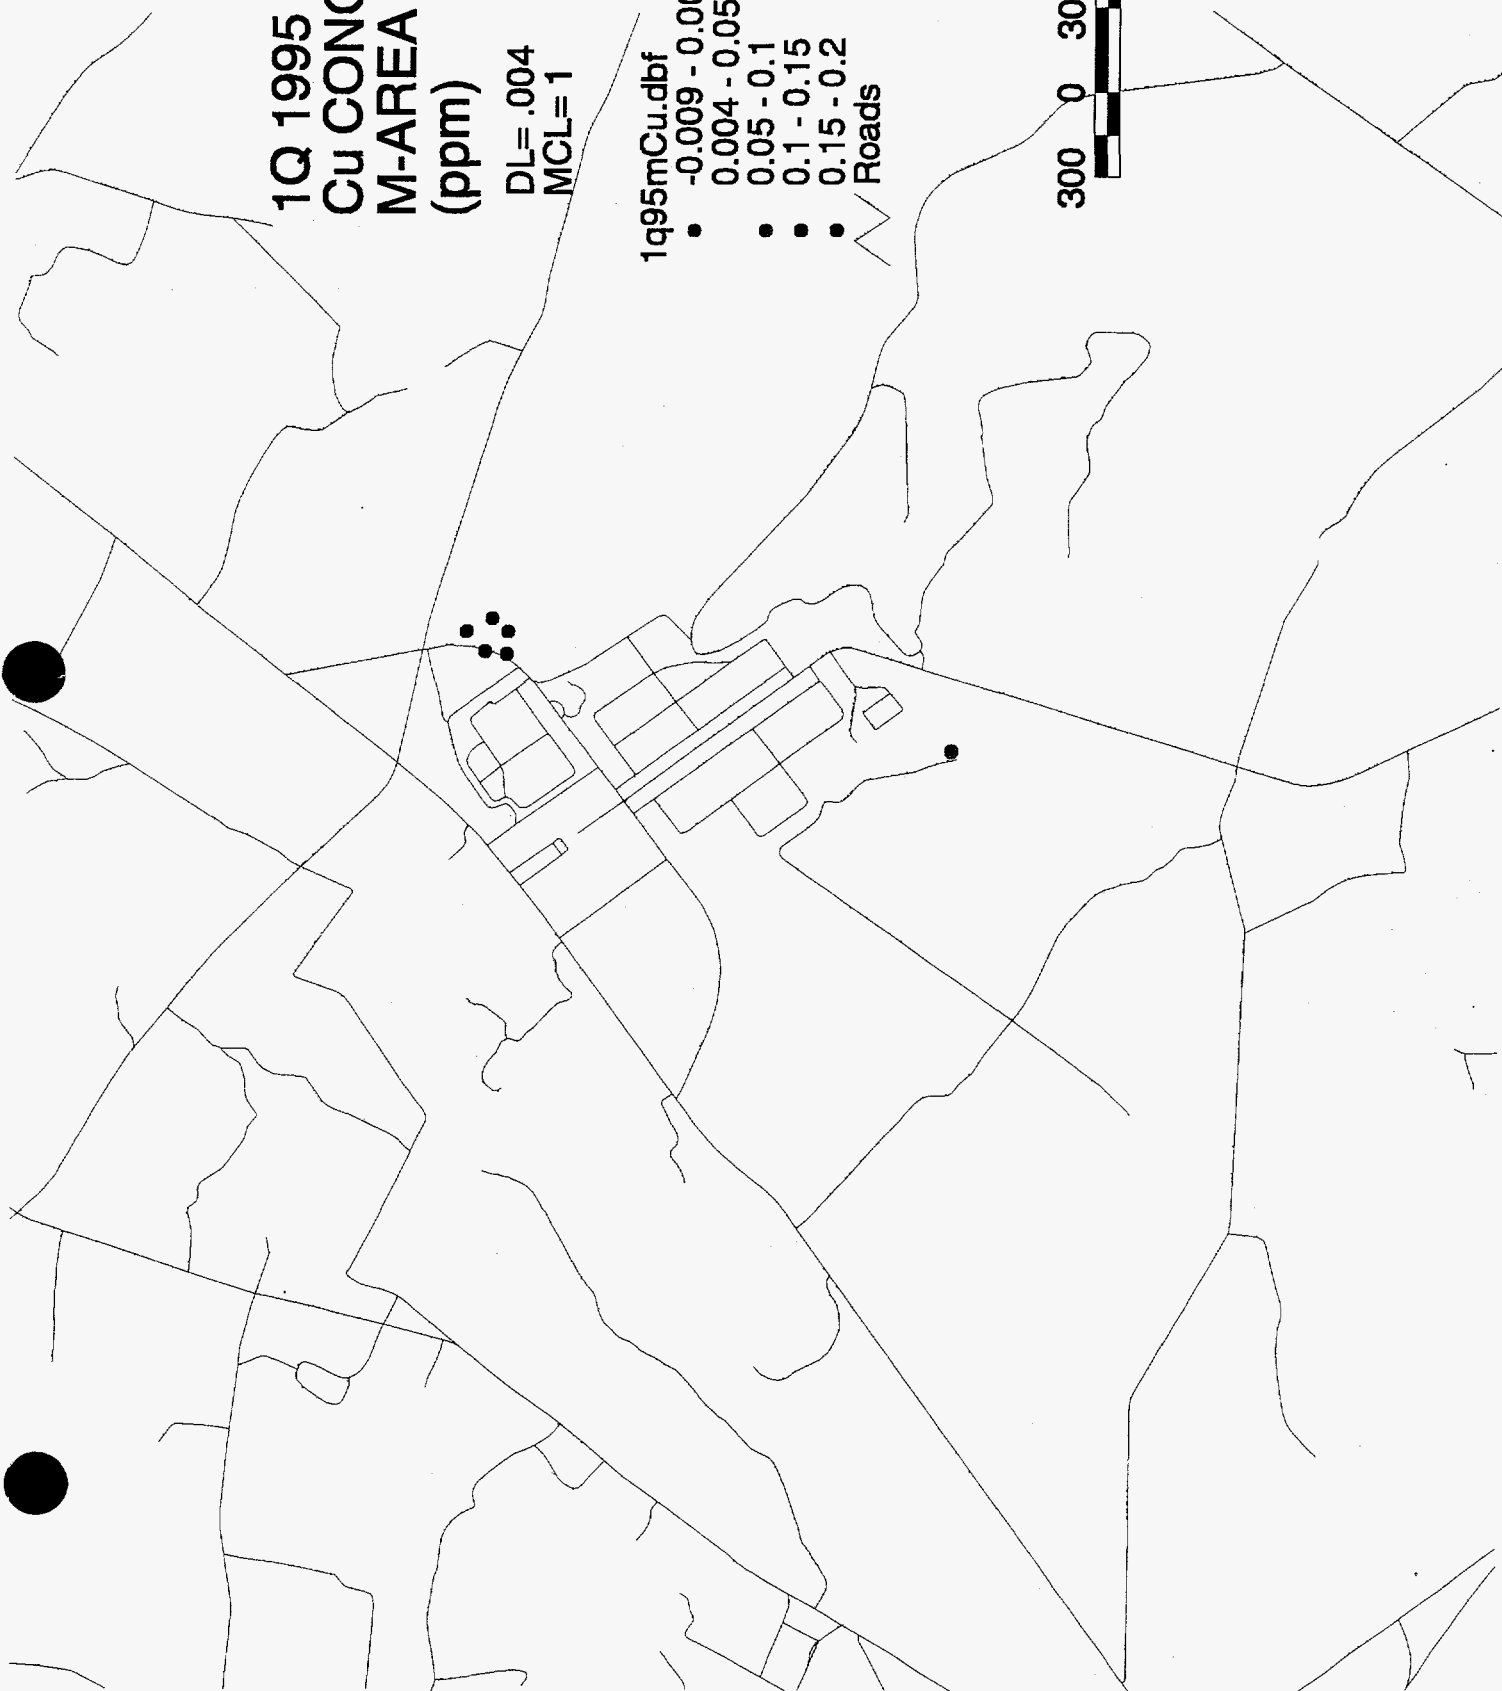 1Q 1995
Cu CONC
M-AREA
(ppm)
DL= .004
MCL= 1
1q95mCu.dbf
-0.009 - 0.00
0.004 - 0.05
0.05 - 0.1
0.1 - 0.15
0.15 - 0.2
Roads
300 0 30